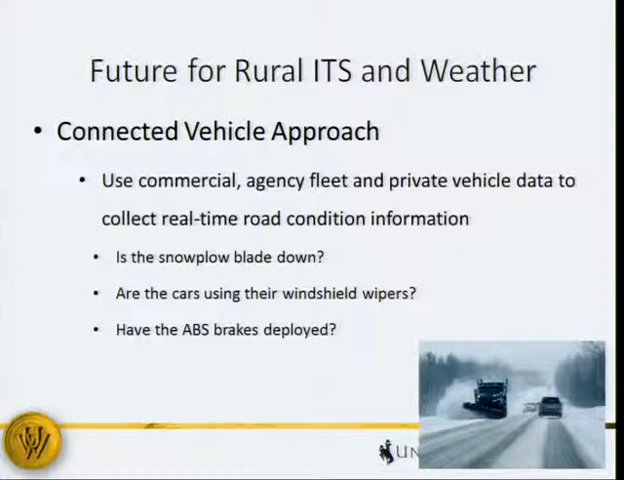 Future for Rural ITS and Weather
• Connected Vehicle Approach
• Use commercial, agency fleet and private vehicle data to
collect real-time road condition information
• Is the snowplow blade down?
• Are the cars using their windshield wipers?
• Have the ABS brakes deployed?